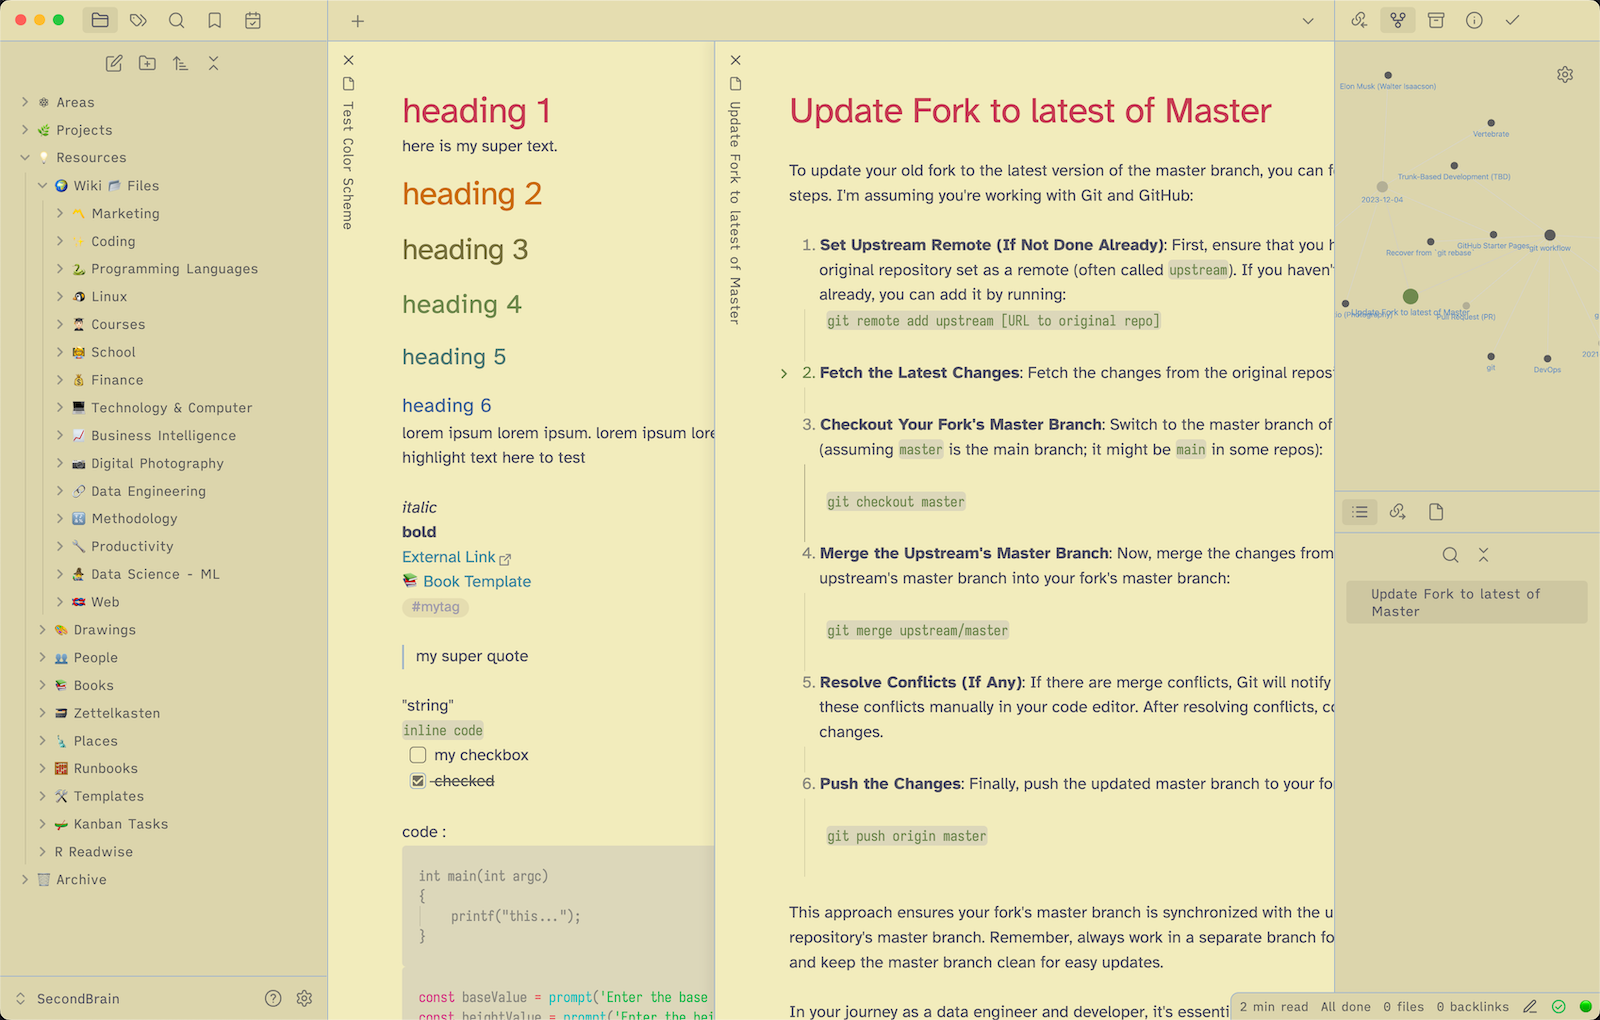 Areas
Projects
Resources
Wiki Files
Marketing
Coding
Programming Languages
Linux
Courses
School
Finance
Technology & Computer
Business Intelligence
Digital Photography
Data Engineering
Methodology
Productivity
Data Science - ML
Web
Drawings
People
Books
Zettelkasten
Places
Runbooks
Templates
Kanban Tasks
R Readwise
Archive
SecondBrain
Test Color Scheme
heading 1
here is my super text.
heading 2
heading 3
heading 4
heading 5
heading 6
lorem ipsum lorem ipsum. lorem ipsum lore
highlight text here to test
italic
bold
External Link
Book Template
#mytag
my super quote
"string"
inline code
my checkbox
checked
code :
int main(int argc)
{
printf("this...");
}
const baseValue = prompt('Enter the base
const heightValue = prompt('Enter the hei
Update Fork to latest of Master
Update Fork to latest of Master
To update your old fork to the latest version of the master branch, you can f
steps. I'm assuming you're working with Git and GitHub:
1. Set Upstream Remote (If Not Done Already): First, ensure that you h
original repository set as a remote (often called upstream). If you haven'
already, you can add it by running:
git remote add upstream [URL to original repo]
2. Fetch the Latest Changes: Fetch the changes from the original repos
3. Checkout Your Fork's Master Branch: Switch to the master branch of
(assuming master is the main branch; it might be main in some repos):
git checkout master
4. Merge the Upstream's Master Branch: Now, merge the changes from
upstream's master branch into your fork's master branch:
git merge upstream/master
5. Resolve Conflicts (If Any): If there are merge conflicts, Git will notify
these conflicts manually in your code editor. After resolving conflicts, co
changes.
6. Push the Changes: Finally, push the updated master branch to your fo
git push origin master
This approach ensures your fork's master branch is synchronized with the u
repository's master branch. Remember, always work in a separate branch fo
and keep the master branch clean for easy updates.
In your journey as a data engineer and developer, it's essenti
Elon Musk (Walter Isaacson)
Vertebrate
Trunk-Based Development (TBD)
2023-12-04
GitHub Starter Pages
git workflow
Recover from `git rebase`
io (Photography)
Update Fork to latest of Master
Pull Request (PR)
g
2021
git
DevOps
Update Fork to latest of
Master
2 min read All done 0 files 0 backlinks